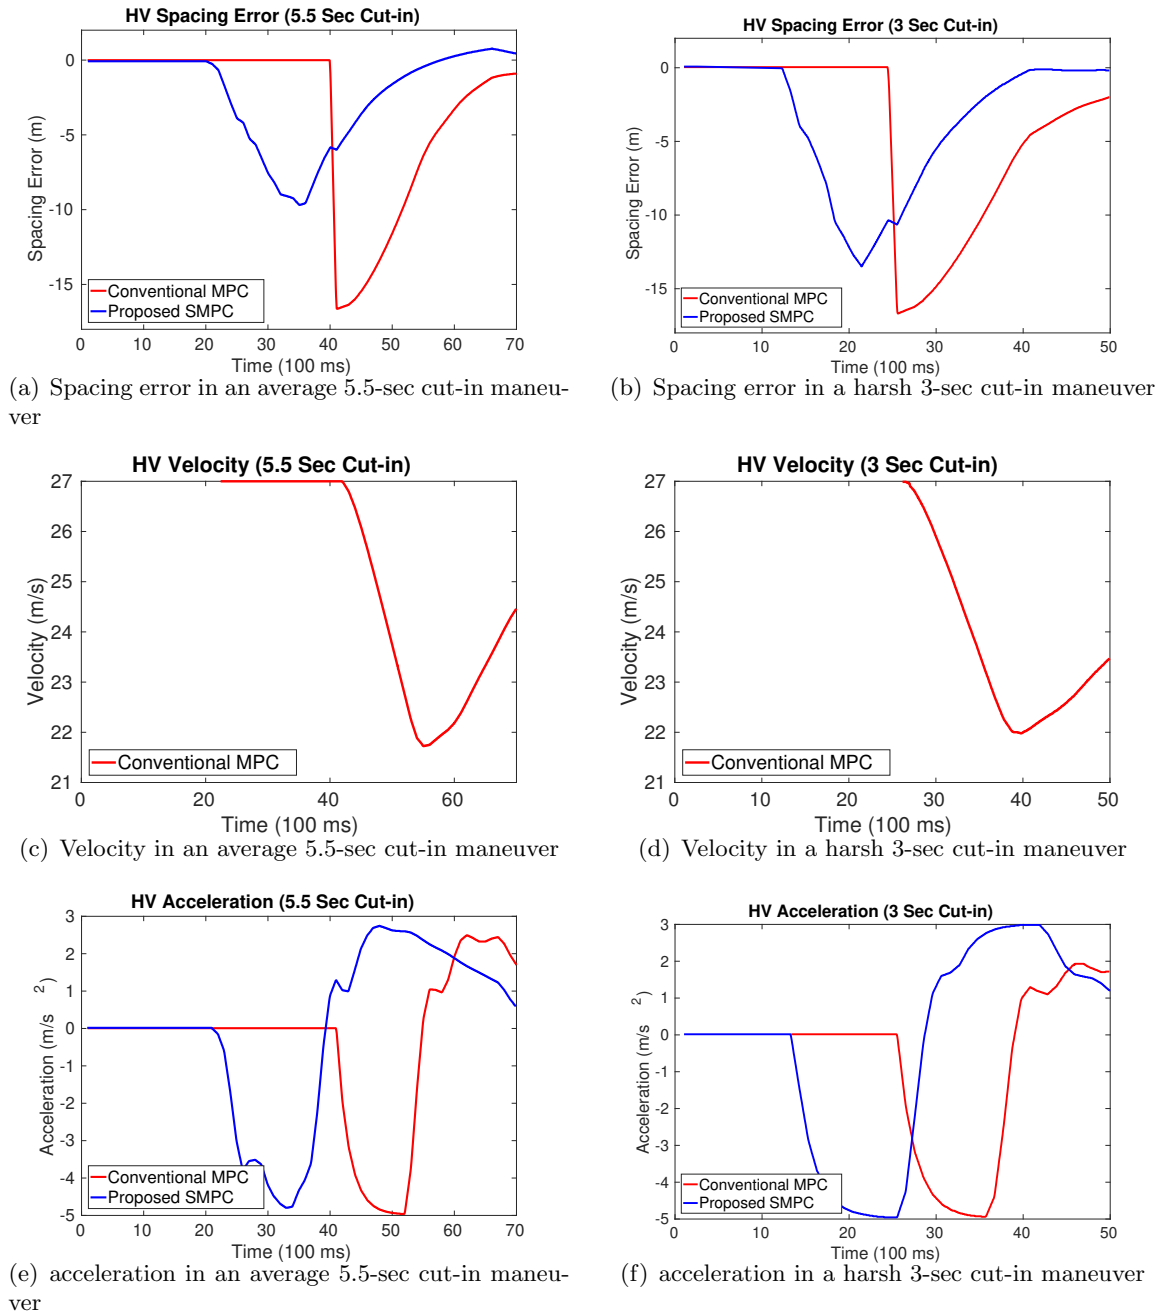 HV Spacing Error (5.5 Sec Cut-in)
0
-5
-10
-15
Spacing Error (m)
Conventional MPC
Proposed SMPC
0 10 20 30 40 50 60 70
Time (100 ms)
(a) Spacing error in an average 5.5-sec cut-in maneu-
ver
HV Spacing Error (3 Sec Cut-in)
0
-5
-10
-15
Spacing Error (m)
Conventional MPC
Proposed SMPC
0 10 20 30 40 50
Time (100 ms)
(b) Spacing error in a harsh 3-sec cut-in maneuver
HV Velocity (5.5 Sec Cut-in)
27
26
25
24
23
22
21
Velocity (m/s)
Conventional MPC
0 20 40 60
Time (100 ms)
(c) Velocity in an average 5.5-sec cut-in maneuver
HV Velocity (3 Sec Cut-in)
27
26
25
24
23
22
21
Velocity (m/s)
Conventional MPC
0 10 20 30 40 50
Time (100 ms)
(d) Velocity in a harsh 3-sec cut-in maneuver
HV Acceleration (5.5 Sec Cut-in)
3
2
1
0
-1
-2
-3
-4
-5
Acceleration (m/s 2)
Conventional MPC
Proposed SMPC
0 10 20 30 40 50 60 70
Time (100 ms)
(e) acceleration in an average 5.5-sec cut-in maneu-
ver
HV Acceleration (3 Sec Cut-in)
3
2
1
0
-1
-2
-3
-4
-5
Acceleration (m/s 2)
Conventional MPC
Proposed SMPC
0 10 20 30 40 50
Time (100 ms)
(f) acceleration in a harsh 3-sec cut-in maneuver